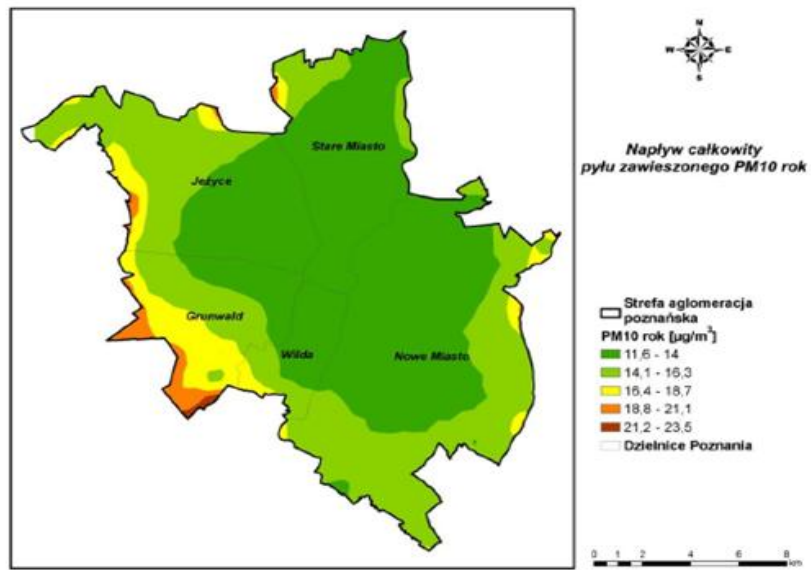 N
W
E
S
Napływ całkowity
pyłu zawieszonego PM10 rok
Stare Miasto
Jeżyce
Grunwald
Wilda
Nowe Miasto
Strefa aglomeracja
poznańska
PM10 rok [µg/m³]
11,6 - 14
14,1 - 16,3
16,4 - 18,7
18,8 - 21,1
21,2 - 23,5
Dzielnice Poznania
0 1 2 4 6 8
km